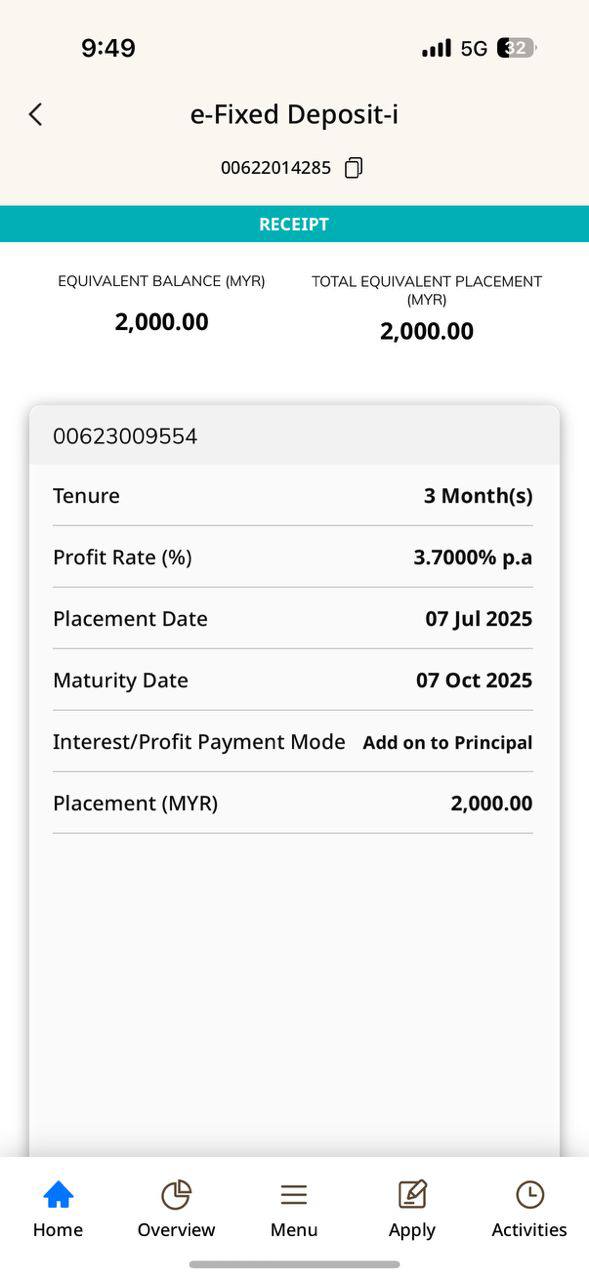 9:49
5G 32
e-Fixed Deposit-i
00622014285
RECEIPT
EQUIVALENT BALANCE (MYR)
2,000.00
TOTAL EQUIVALENT PLACEMENT
(MYR)
2,000.00
00623009554
Tenure 3 Month(s)
Profit Rate (%) 3.7000% p.a
Placement Date 07 Jul 2025
Maturity Date 07 Oct 2025
Interest/Profit Payment Mode Add on to Principal
Placement (MYR) 2,000.00
Home Overview Menu Apply Activities